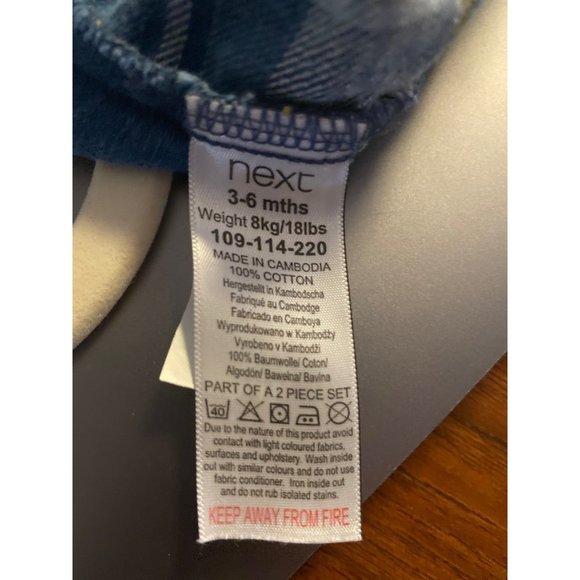 next
3-6 mths
Weight 8kg/18lbs
109-114-220
MADE IN CAMBODIA
100% COTTON
Hergestellt in Kambodscha
Fabriqué au Cambodge
Fabricado en Camboya
Wyprodukowano w Kambodży
Vyrobeno v Kambodži
100% Baumwolle/ Coton/
Algodón/ Bawełna/ Bavlna
PART OF A 2 PIECE SET
40
Due to the nature of this product avoid
contact with light coloured fabrics,
surfaces and upholstery. Wash inside
out with similar colours and do not use
fabric conditioner. Iron inside out
and do not rub isolated stains.
KEEP AWAY FROM FIRE